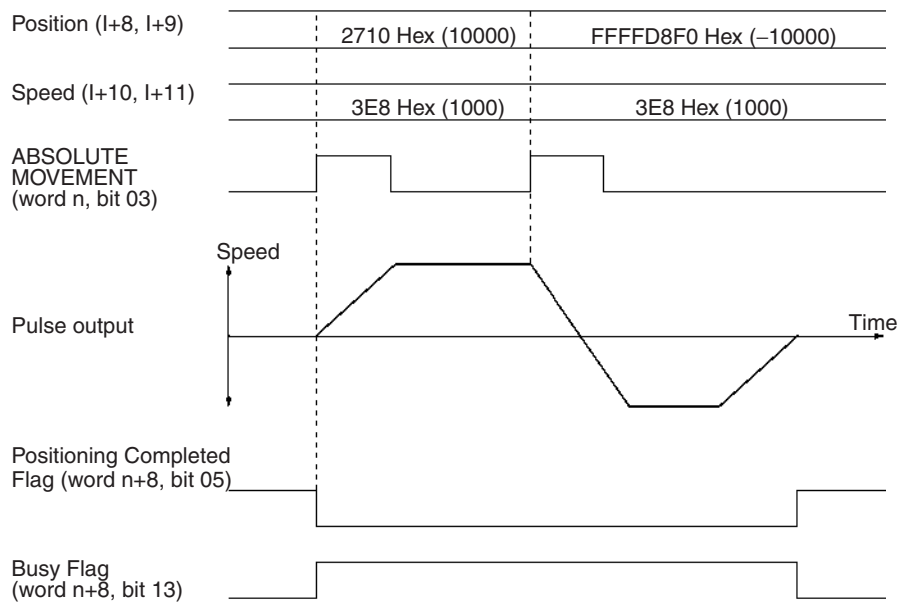 Position (I+8, I+9)
2710 Hex (10000)
FFFFD8F0 Hex (−10000)
Speed (I+10, I+11)
3E8 Hex (1000)
3E8 Hex (1000)
ABSOLUTE
MOVEMENT
(word n, bit 03)
Speed
Pulse output
Time
Positioning Completed
Flag (word n+8, bit 05)
Busy Flag
(word n+8, bit 13)